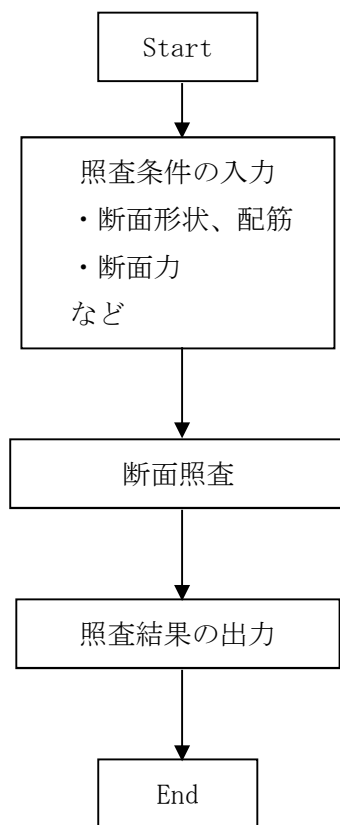 Start
照査条件の入力
・断面形状、配筋
・断面力
など
断面照査
照査結果の出力
End